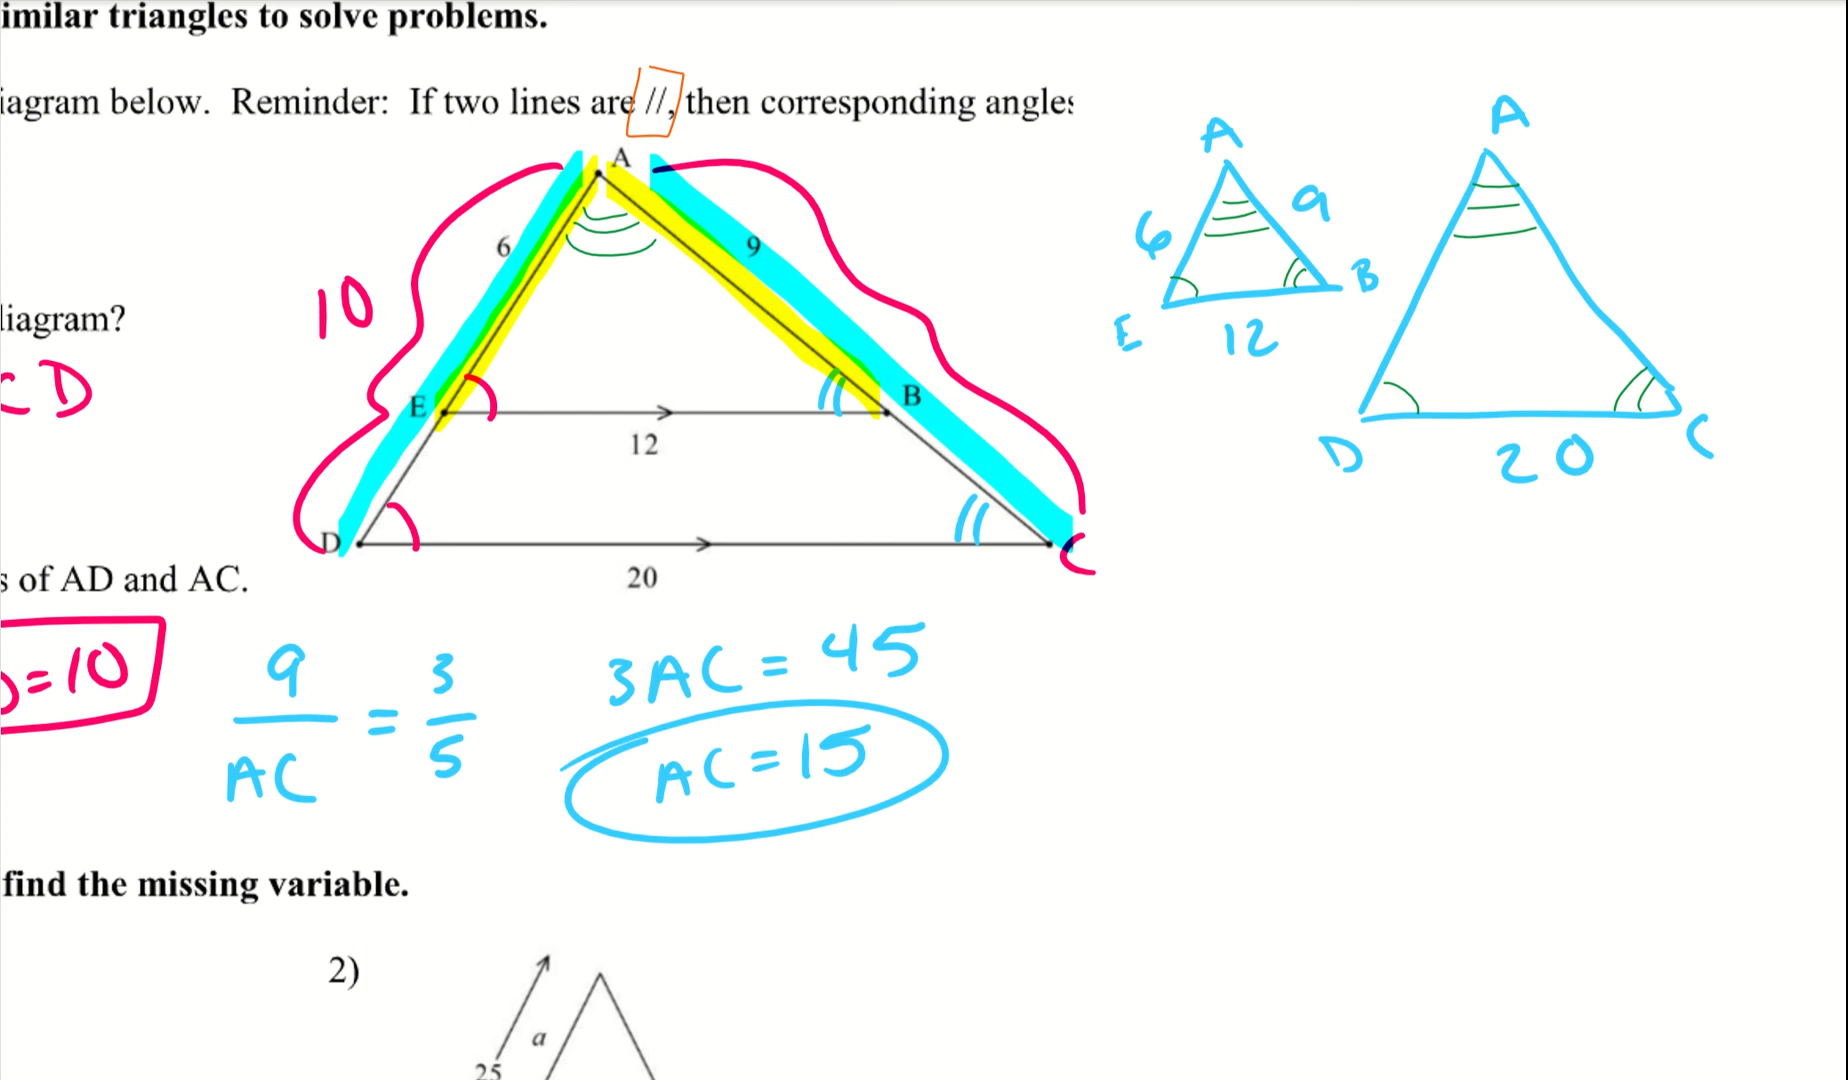 imilar triangles to solve problems.
iagram below. Reminder: If two lines are //, then corresponding angles
A
6
9
10
iagram?
CD
E
B
12
D
C
20
A
6
9
E
B
12
A
D
C
20
s of AD and AC.
D=10
9/AC = 3/5
3AC = 45
AC = 15
find the missing variable.
2)
a
25